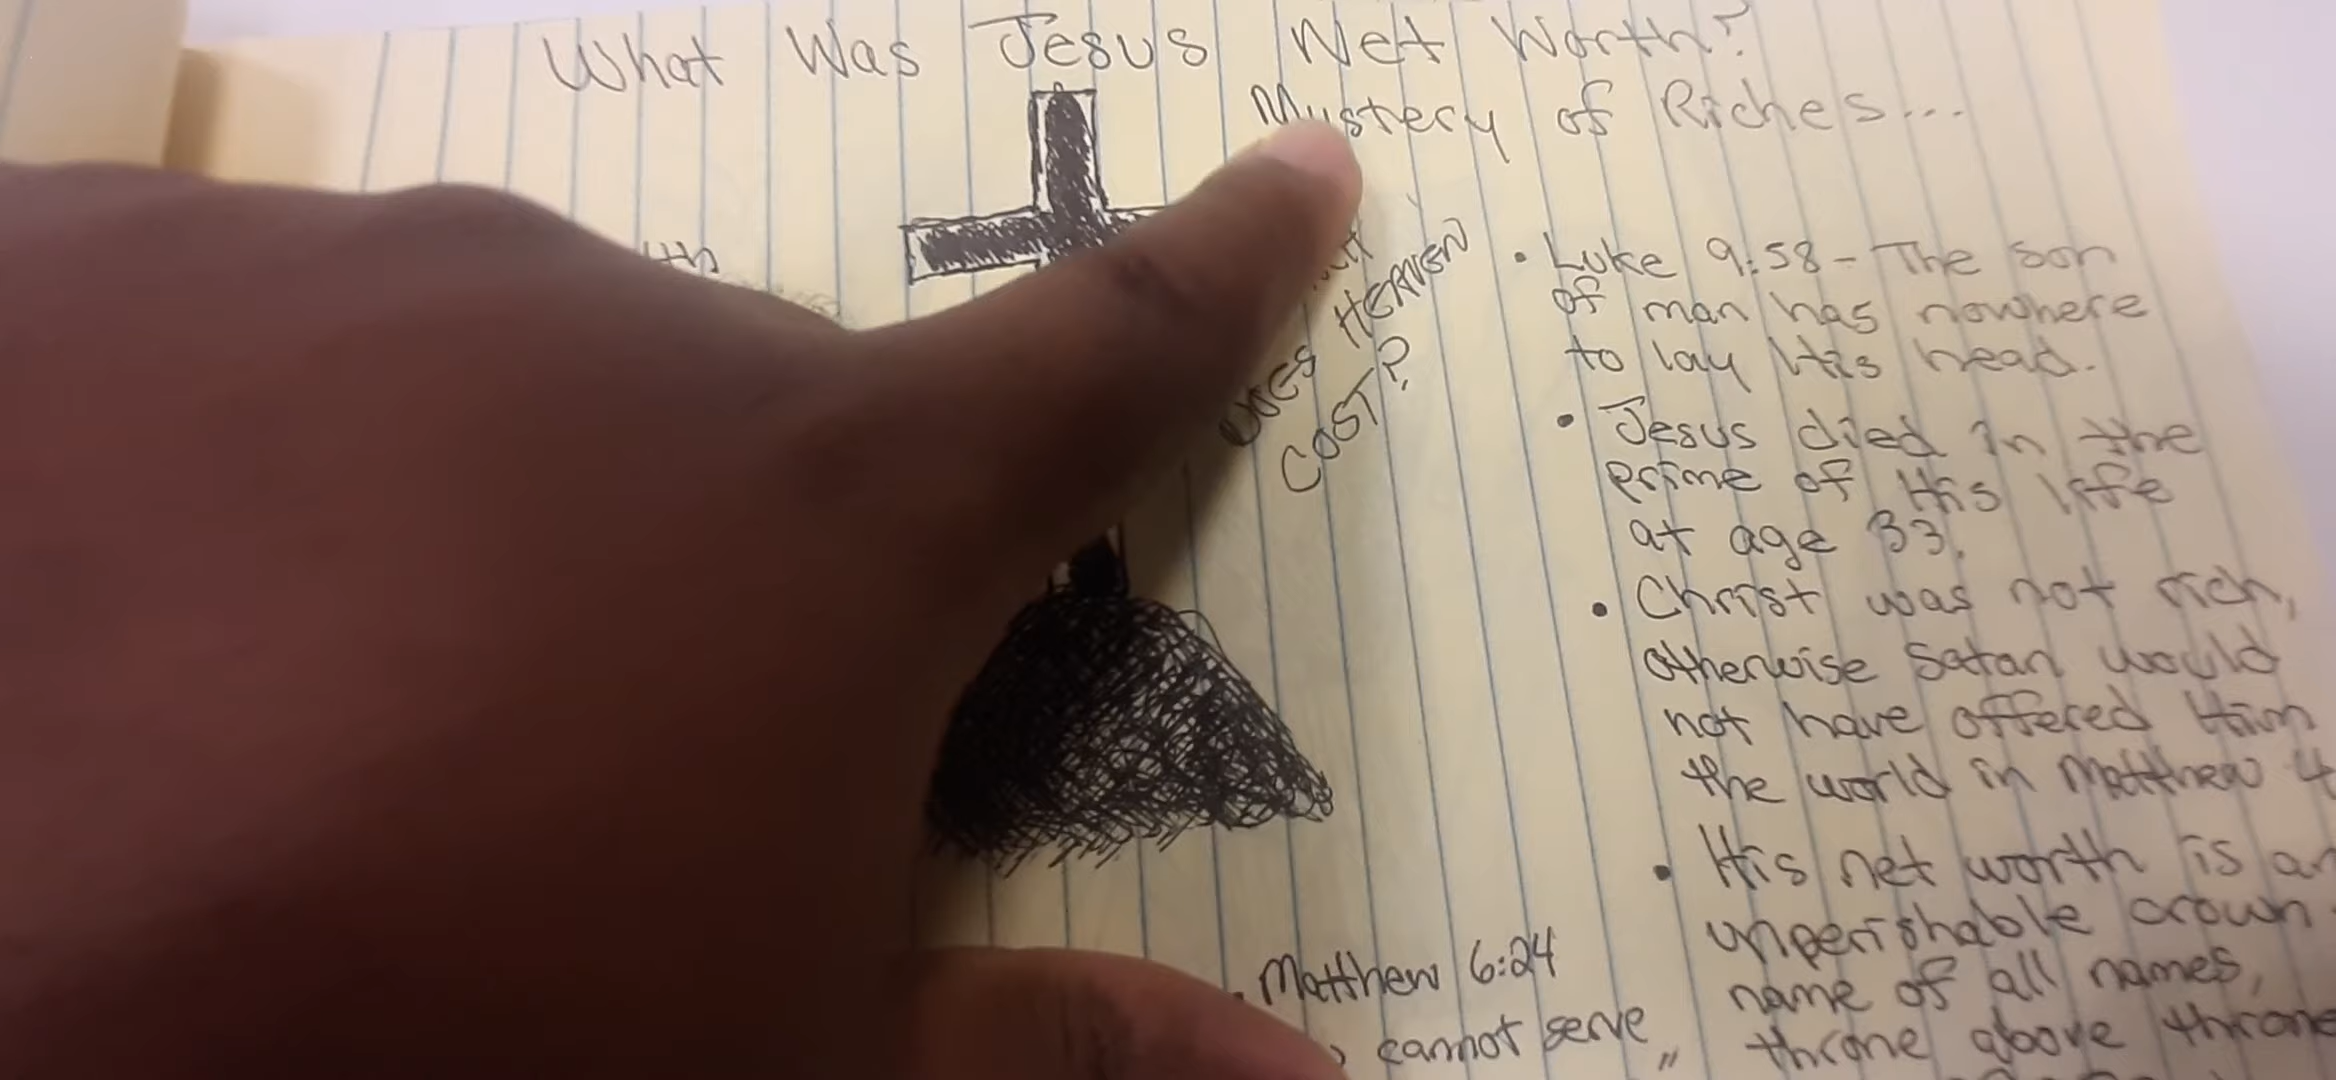 What Was Jesus Net Worth?
Mystery of Riches...
HEAVEN
COST?
• Luke 9:58 - The Son
of man has nowhere
to lay His head.
• Jesus died in the
prime of His life
at age 33.
• Christ was not rich,
otherwise Satan would
not have offered Him
the world in Matthew 4
• His net worth is an
unperishable crown
name of all names,
throne above throne
Matthew 6:24
cannot serve